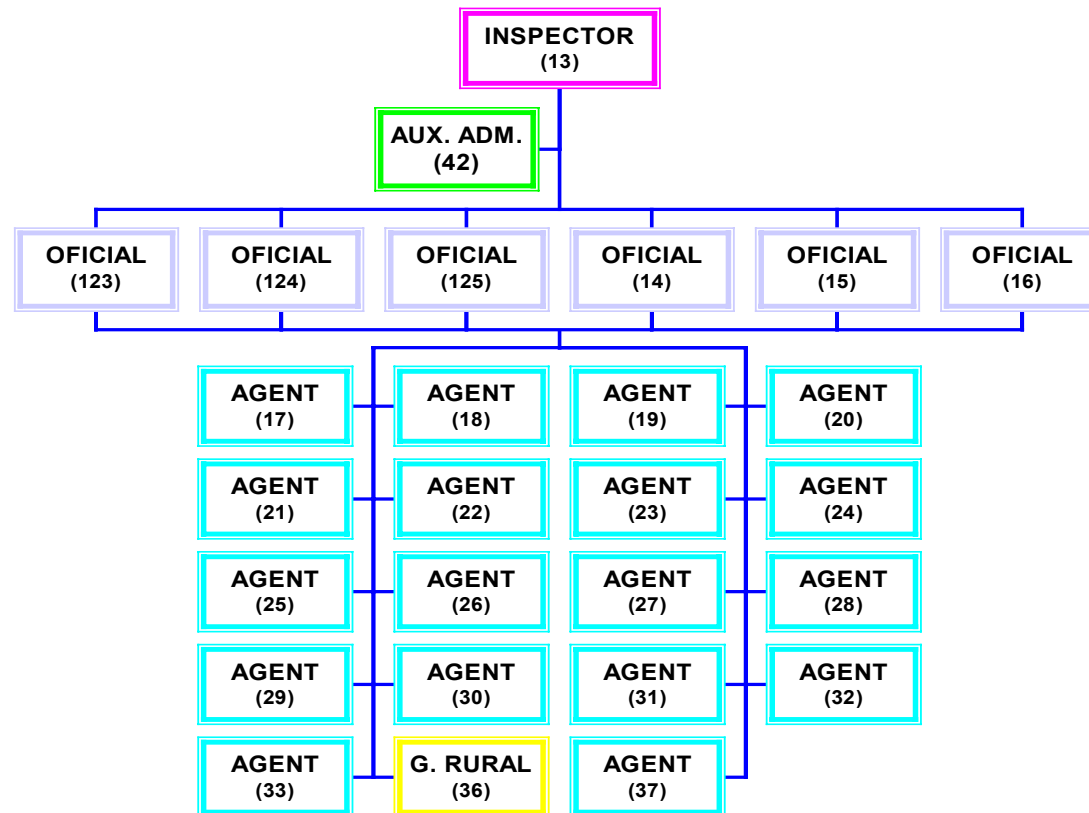 INSPECTOR
(13)
AUX. ADM.
(42)
OFICIAL
(123)
OFICIAL
(124)
OFICIAL
(125)
OFICIAL
(14)
OFICIAL
(15)
OFICIAL
(16)
AGENT
(17)
AGENT
(18)
AGENT
(19)
AGENT
(20)
AGENT
(21)
AGENT
(22)
AGENT
(23)
AGENT
(24)
AGENT
(25)
AGENT
(26)
AGENT
(27)
AGENT
(28)
AGENT
(29)
AGENT
(30)
AGENT
(31)
AGENT
(32)
AGENT
(33)
G. RURAL
(36)
AGENT
(37)